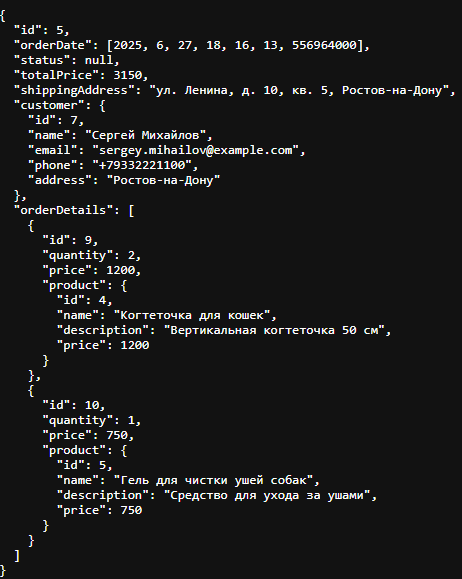 {
  "id": 5,
  "orderDate": [2025, 6, 27, 18, 16, 13, 556964000],
  "status": null,
  "totalPrice": 3150,
  "shippingAddress": "ул. Ленина, д. 10, кв. 5, Ростов-на-Дону",
  "customer": {
    "id": 7,
    "name": "Сергей Михайлов",
    "email": "sergey.mihailov@example.com",
    "phone": "+79332221100",
    "address": "Ростов-на-Дону"
  },
  "orderDetails": [
    {
      "id": 9,
      "quantity": 2,
      "price": 1200,
      "product": {
        "id": 4,
        "name": "Когтеточка для кошек",
        "description": "Вертикальная когтеточка 50 см",
        "price": 1200
      }
    },
    {
      "id": 10,
      "quantity": 1,
      "price": 750,
      "product": {
        "id": 5,
        "name": "Гель для чистки ушей собак",
        "description": "Средство для ухода за ушами",
        "price": 750
      }
    }
  ]
}